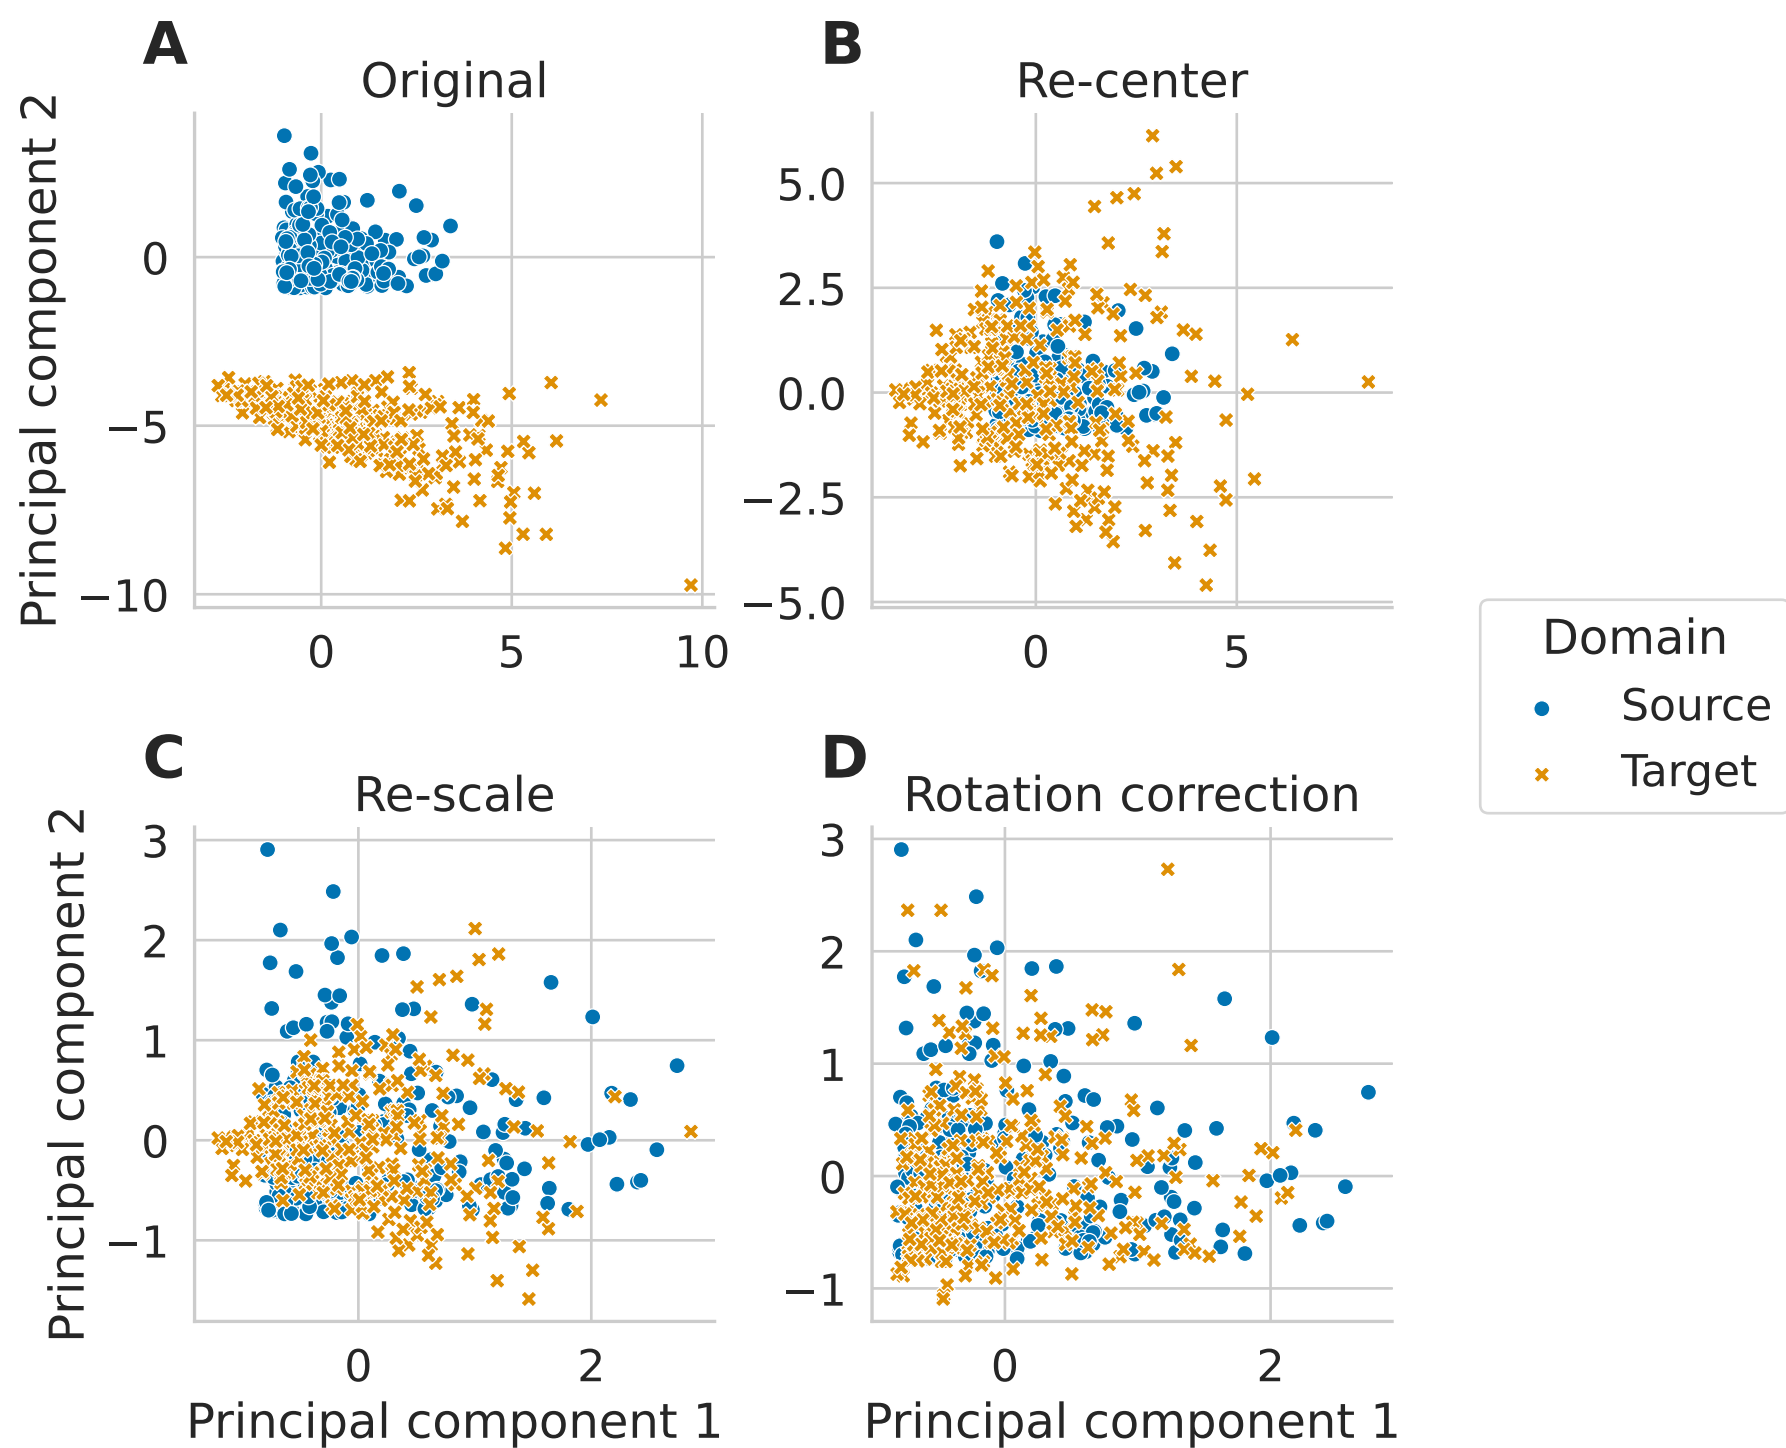 A
Original
Principal component 2
0
−5
−10
0
5
10
B
Re-center
5.0
2.5
0.0
−2.5
−5.0
0
5
Domain
Source
Target
C
Re-scale
Principal component 2
3
2
1
0
−1
0
2
Principal component 1
D
Rotation correction
3
2
1
0
−1
0
2
Principal component 1